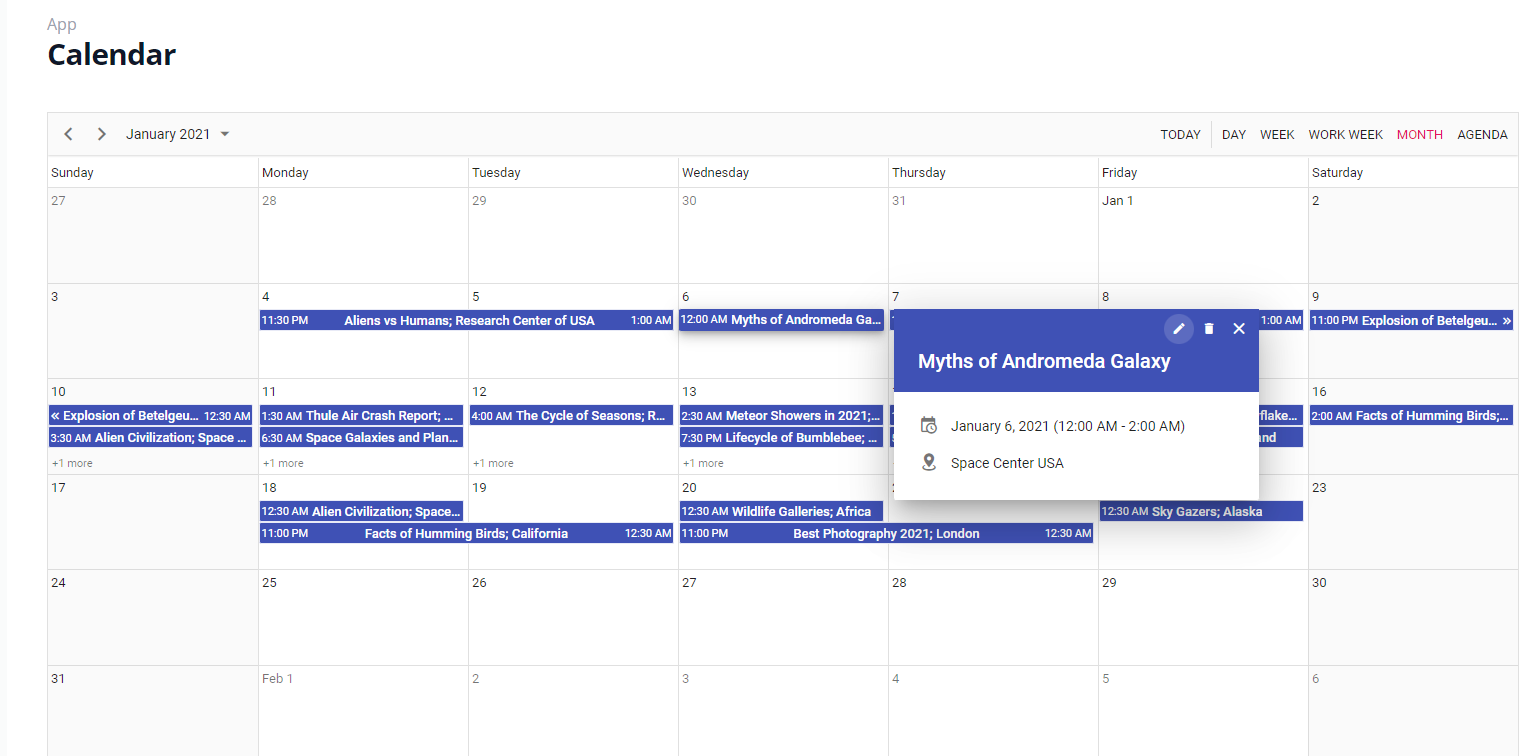 App
Calendar
January 2021 TODAY DAY WEEK WORK WEEK MONTH AGENDA
Sunday Monday Tuesday Wednesday Thursday Friday Saturday
27 28 29 30 31 Jan 1 2
3 4 5 6 7 8 9
11:30 PM Aliens vs Humans; Research Center of USA 1:00 AM 12:00 AM Myths of Andromeda Ga... 1:00 AM 11:00 PM Explosion of Betelgeu... »
Myths of Andromeda Galaxy
10 11 12 13 16
« Explosion of Betelgeu... 12:30 AM 1:30 AM Thule Air Crash Report; ... 4:00 AM The Cycle of Seasons; R... 2:30 AM Meteor Showers in 2021;... 2:00 AM Facts of Humming Birds;...
January 6, 2021 (12:00 AM - 2:00 AM)
3:30 AM Alien Civilization; Space ... 6:30 AM Space Galaxies and Plan... 7:30 PM Lifecycle of Bumblebee; ...
+1 more +1 more +1 more +1 more
Space Center USA
17 18 19 20 23
12:30 AM Alien Civilization; Space... 12:30 AM Wildlife Galleries; Africa 12:30 AM Sky Gazers; Alaska
11:00 PM Facts of Humming Birds; California 12:30 AM 11:00 PM Best Photography 2021; London 12:30 AM
24 25 26 27 28 29 30
31 Feb 1 2 3 4 5 6